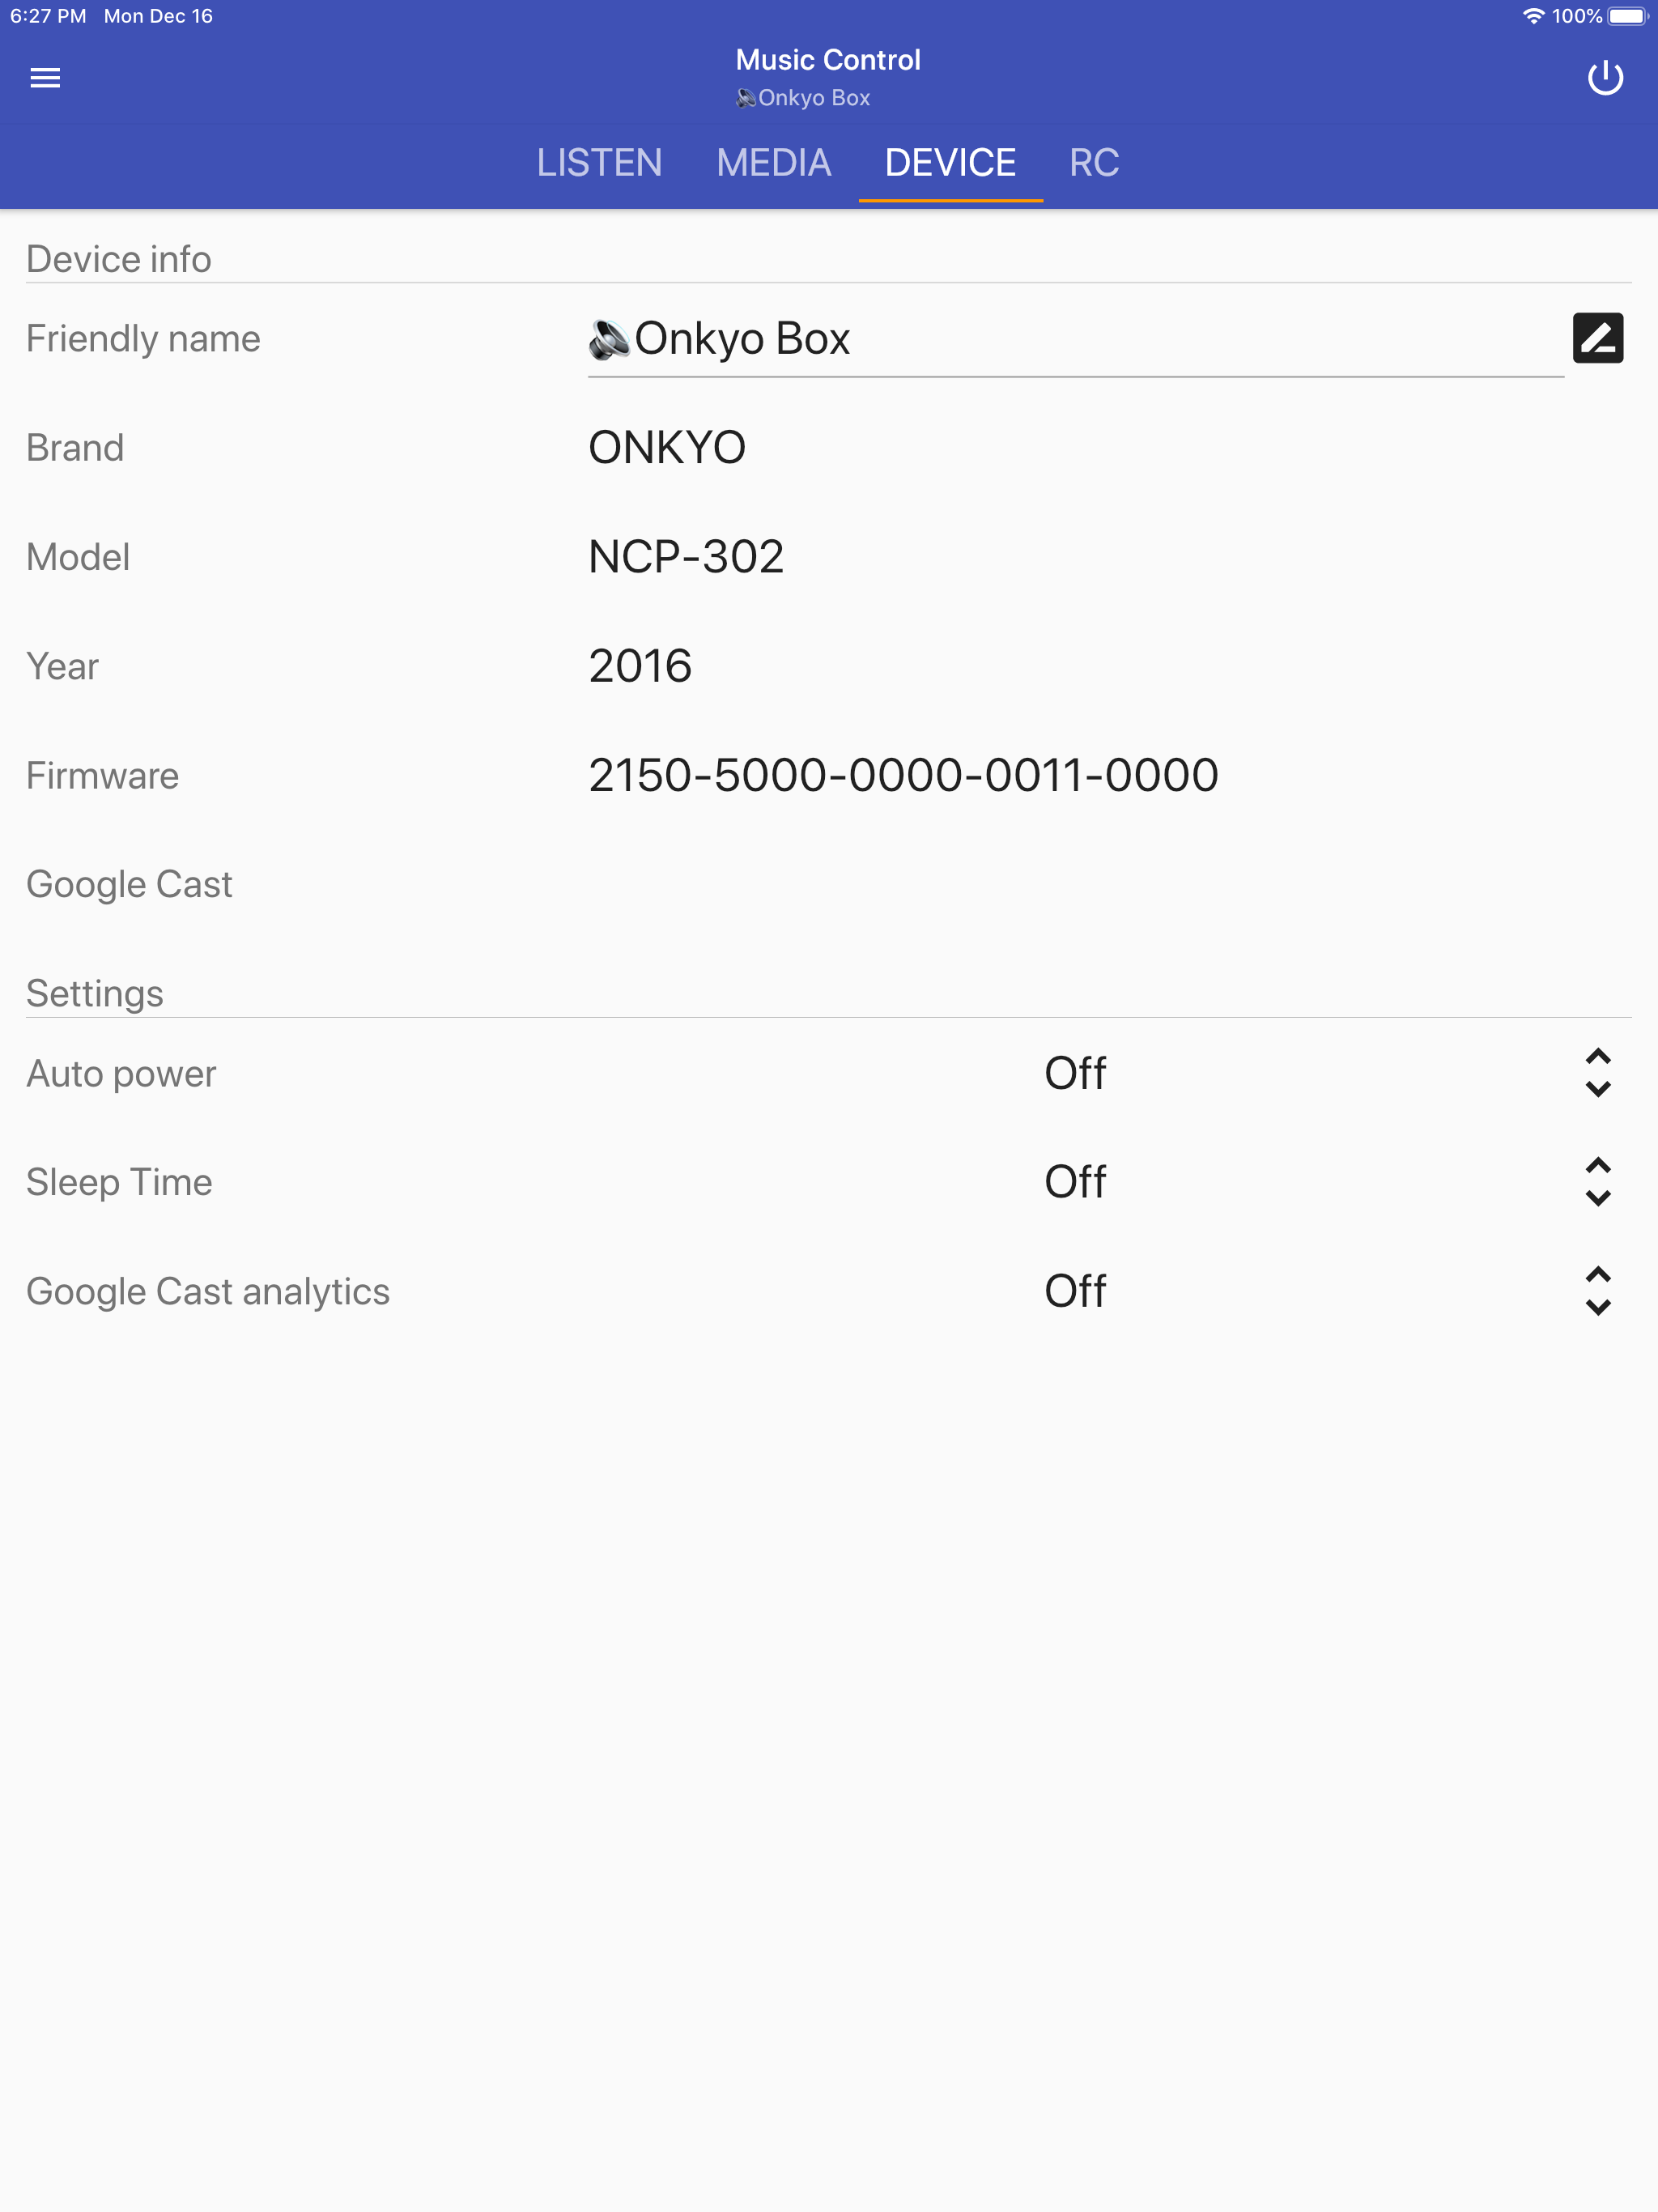 6:27 PM Mon Dec 16 100%
Music Control
🔊Onkyo Box
LISTEN MEDIA DEVICE RC
Device info
Friendly name 🔊Onkyo Box
Brand ONKYO
Model NCP-302
Year 2016
Firmware 2150-5000-0000-0011-0000
Google Cast
Settings
Auto power Off
Sleep Time Off
Google Cast analytics Off